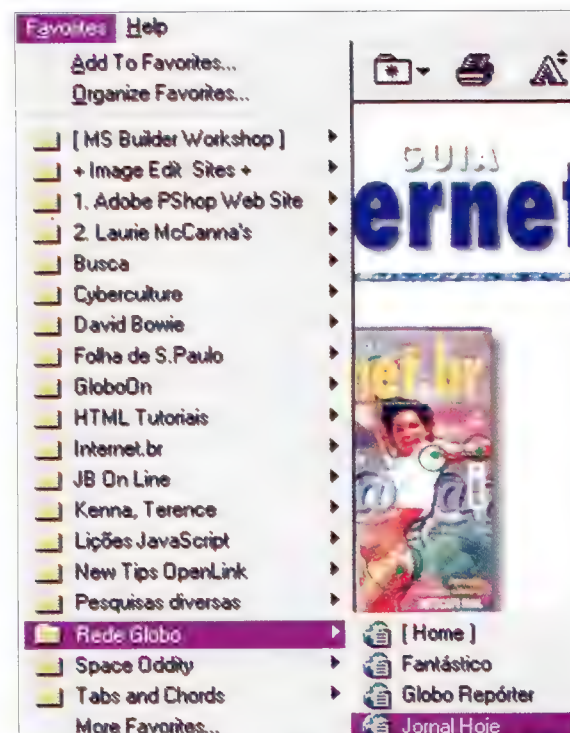 Favorites Help
Add To Favorites...
Organize Favorites...
[ MS Builder Workshop ]
+ Image Edit Sites +
1. Adobe PShop Web Site
2. Laurie McCanna's
Busca
Cyberculture
David Bowie
Folha de S.Paulo
GloboOn
HTML Tutoriais
Internet.br
JB On Line
Kenna, Terence
Lições JavaScript
New Tips OpenLink
Pesquisas diversas
Rede Globo
Space Oddity
Tabs and Chords
More Favorites...
A
GUIA
ernet
net.br
[ Home ]
Fantástico
Globo Repórter
Jornal Hoje